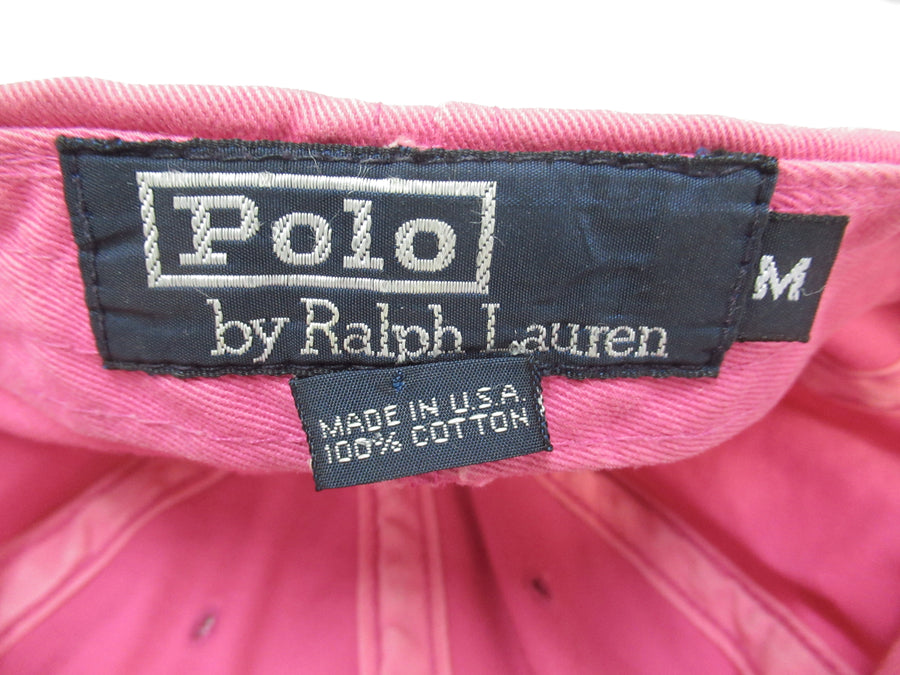 Polo
by Ralph Lauren
M
MADE IN U.S.A
100% COTTON